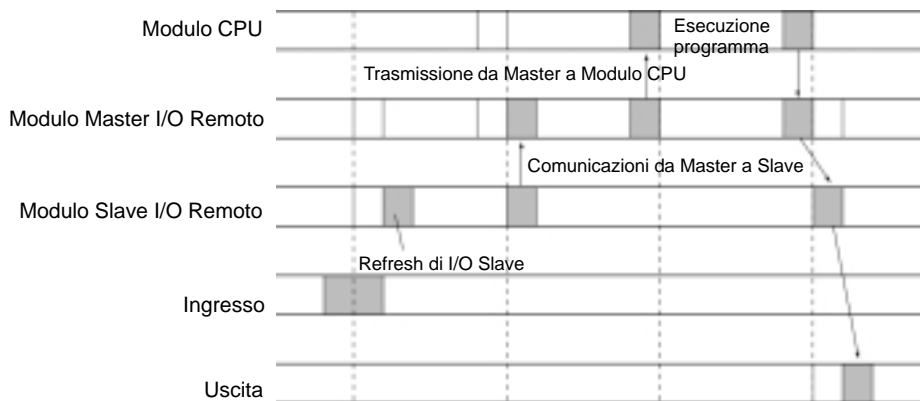 Modulo CPU
Esecuzione
programma
Trasmissione da Master a Modulo CPU
Modulo Master I/O Remoto
Comunicazioni da Master a Slave
Modulo Slave I/O Remoto
Refresh di I/O Slave
Ingresso
Uscita